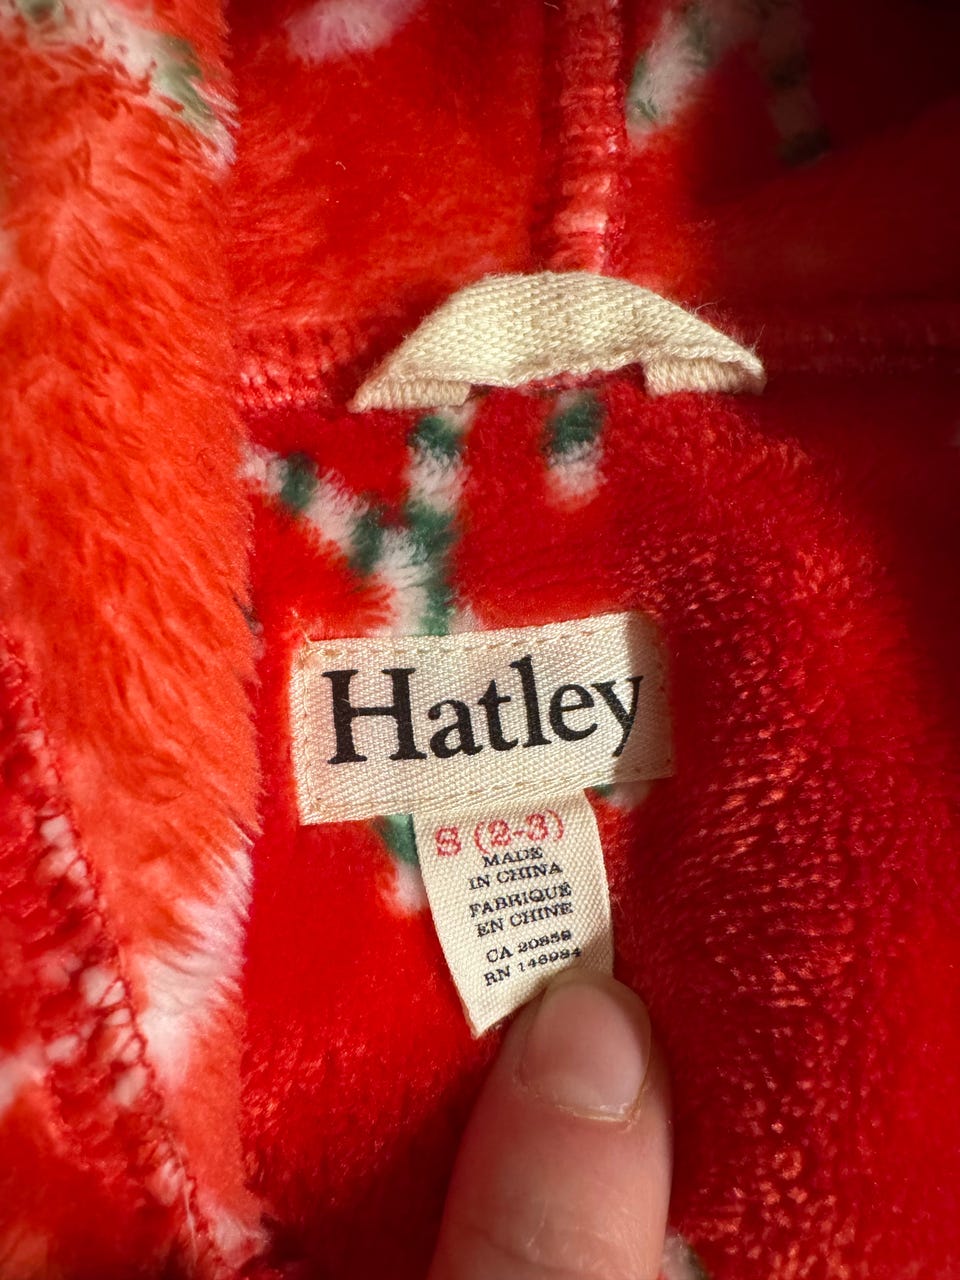 Hatley
S (2-3)
MADE
IN CHINA
FABRIQUÉ
EN CHINE
CA 20859
RN 146984